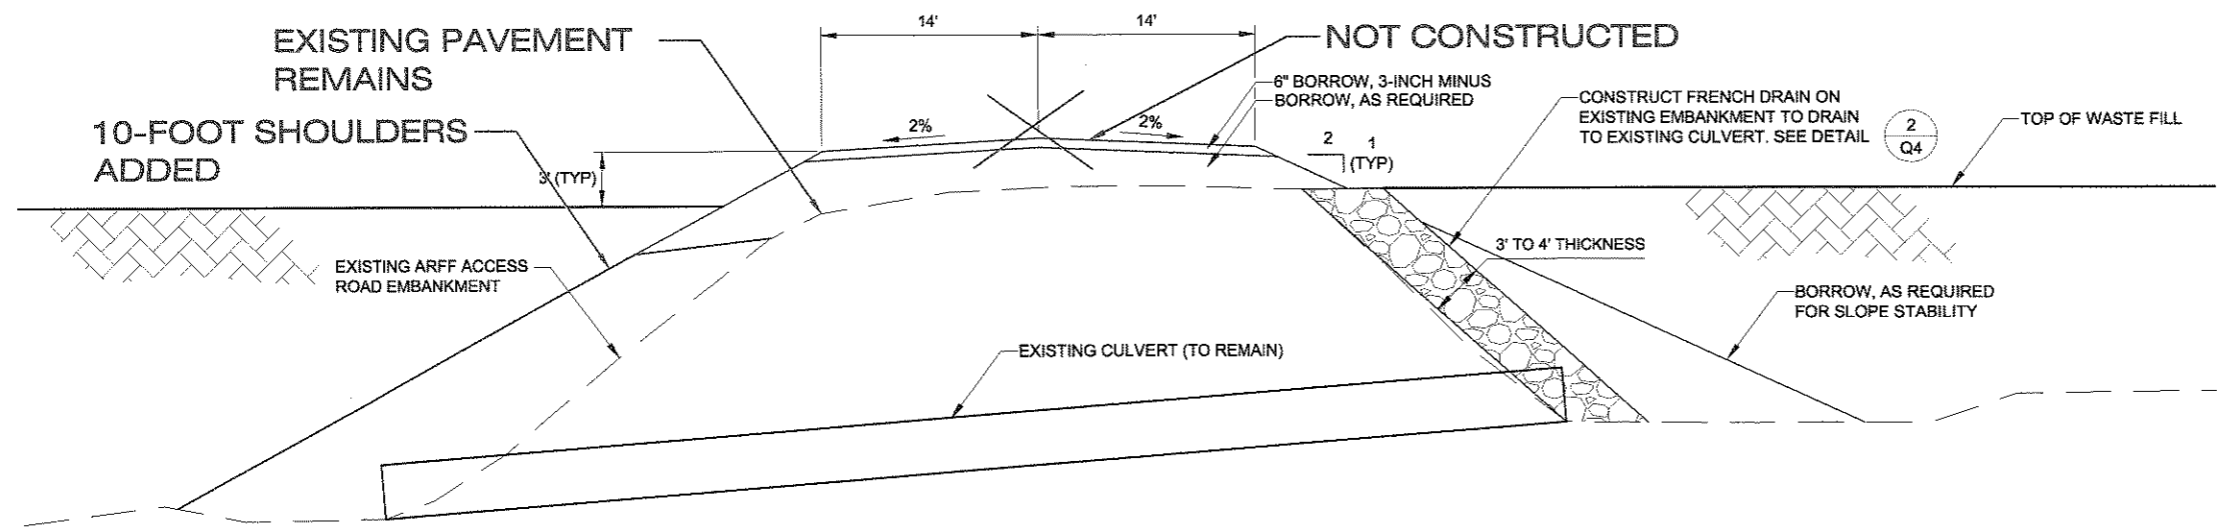 14'
14'
EXISTING PAVEMENT
REMAINS
NOT CONSTRUCTED
6" BORROW, 3-INCH MINUS
BORROW, AS REQUIRED
CONSTRUCT FRENCH DRAIN ON
EXISTING EMBANKMENT TO DRAIN
TO EXISTING CULVERT. SEE DETAIL
2
Q4
TOP OF WASTE FILL
10-FOOT SHOULDERS
ADDED
2%
2%
2
1
(TYP)
3' (TYP)
3' TO 4' THICKNESS
EXISTING ARFF ACCESS
ROAD EMBANKMENT
BORROW, AS REQUIRED
FOR SLOPE STABILITY
EXISTING CULVERT (TO REMAIN)